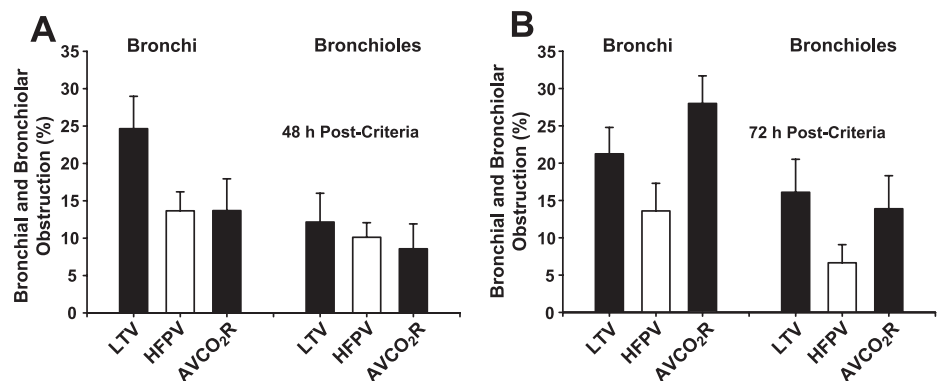 A
Bronchi
Bronchioles
Bronchial and Bronchiolar
Obstruction (%)
35
30
25
20
15
10
5
0
48 h Post-Criteria
LTV
HFPV
AVCO₂R
LTV
HFPV
AVCO₂R
B
Bronchi
Bronchioles
Bronchial and Bronchiolar
Obstruction (%)
35
30
25
20
15
10
5
0
72 h Post-Criteria
LTV
HFPV
AVCO₂R
LTV
HFPV
AVCO₂R